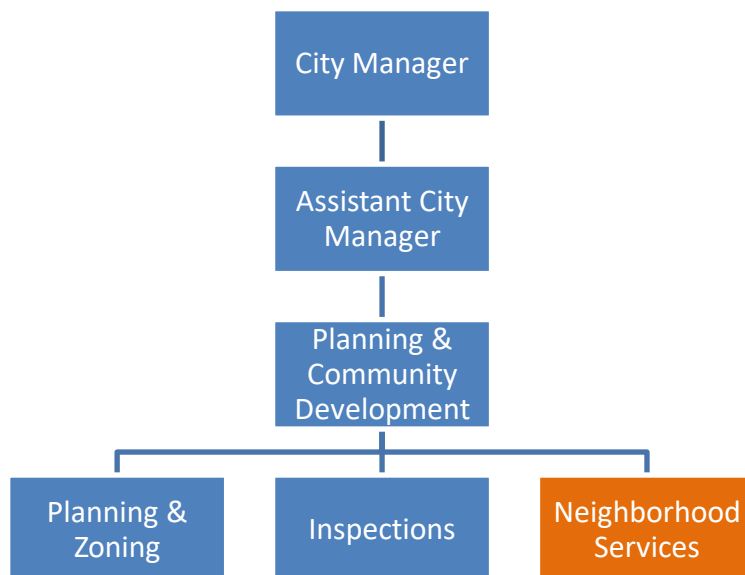 City Manager
Assistant City
Manager
Planning &
Community
Development
Planning &
Zoning
Inspections
Neighborhood
Services